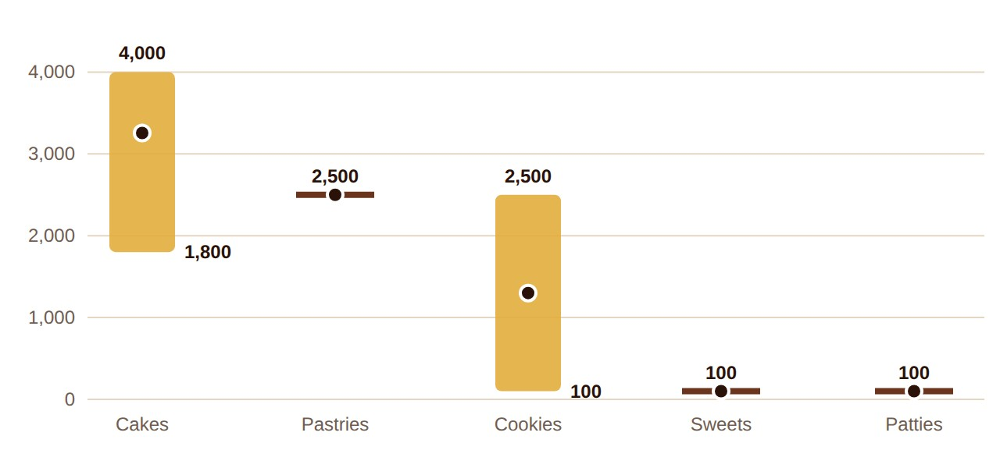 4,000
4,000
3,000
2,500
2,500
2,000
1,800
1,000
100
100
100
0
Cakes
Pastries
Cookies
Sweets
Patties